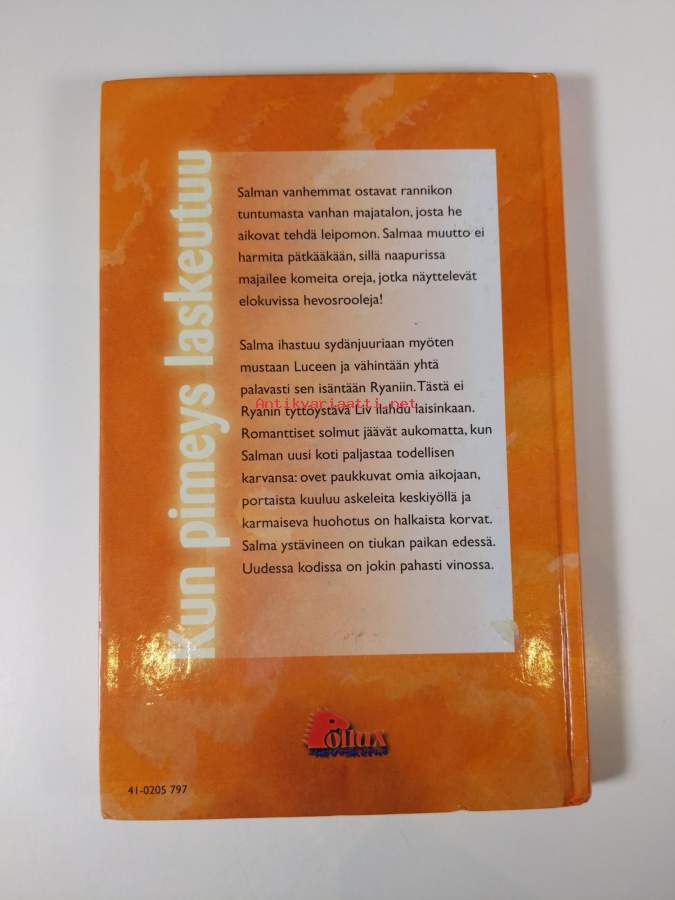 Kun pimeys laskeutuu
Salman vanhemmat ostavat rannikon
tuntumasta vanhan majatalon, josta he
aikovat tehdä leipomon. Salmaa muutto ei
harmita pätkääkään, sillä naapurissa
majailee komeita oreja, jotka näyttelevät
elokuvissa hevosrooleja!
Salma ihastuu sydänjuuriaan myöten
mustaan Luceen ja vähintään yhtä
palavasti sen isäntään Ryaniin. Tästä ei
Antikvariaatti.net
Ryanin tyttöystävä Liv ilahdu laisinkaan.
Romanttiset solmut jäävät aukomatta, kun
Salman uusi koti paljastaa todellisen
karvansa: ovet paukkuvat omia aikojaan,
portaista kuuluu askeleita keskiyöllä ja
karmaiseva huohotus on halkaista korvat.
Salma ystävineen on tiukan paikan edessä.
Uudessa kodissa on jokin pahasti vinossa.
Pollux
41-0205 797